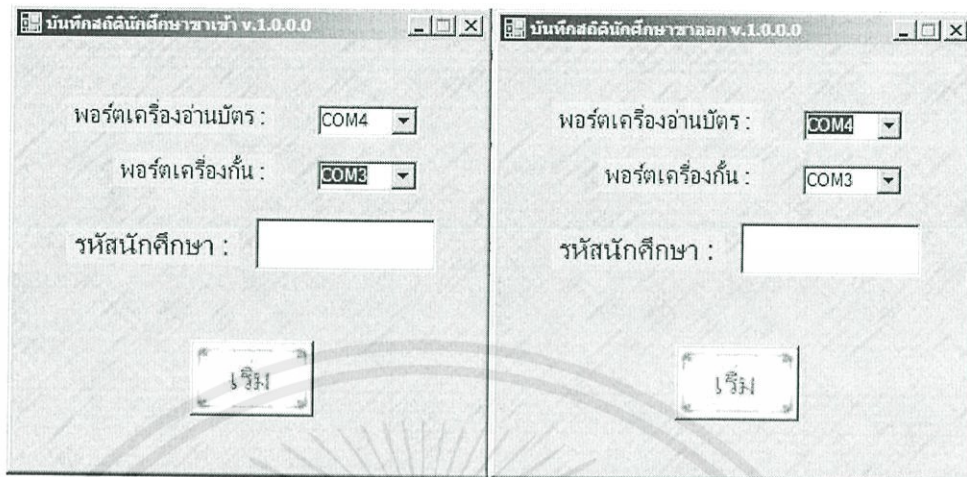 บันทึกสถิตินักศึกษาขาเข้า v.1.0.0.0
พอร์ตเครื่องอ่านบัตร : COM4
พอร์ตเครื่องกั้น : COM3
รหัสนักศึกษา :
เริ่ม
บันทึกสถิตินักศึกษาขาออก v.1.0.0.0
พอร์ตเครื่องอ่านบัตร : COM4
พอร์ตเครื่องกั้น : COM3
รหัสนักศึกษา :
เริ่ม